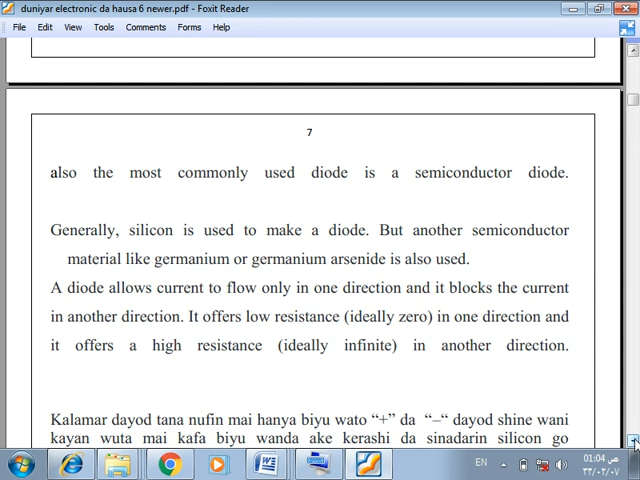 duniyar electronic da hausa 6 newer.pdf - Foxit Reader
File Edit View Tools Comments Forms Help
7
also the most commonly used diode is a semiconductor diode.
Generally, silicon is used to make a diode. But another semiconductor
material like germanium or germanium arsenide is also used.
A diode allows current to flow only in one direction and it blocks the current
in another direction. It offers low resistance (ideally zero) in one direction and
it offers a high resistance (ideally infinite) in another direction.
Kalamar dayod tana nufin mai hanya biyu wato “+” da “–“ dayod shine wani
kayan wuta mai kafa biyu wanda ake kerashi da sinadarin silicon go
EN
01:04 ص
٣٣/٠٢/٠٧